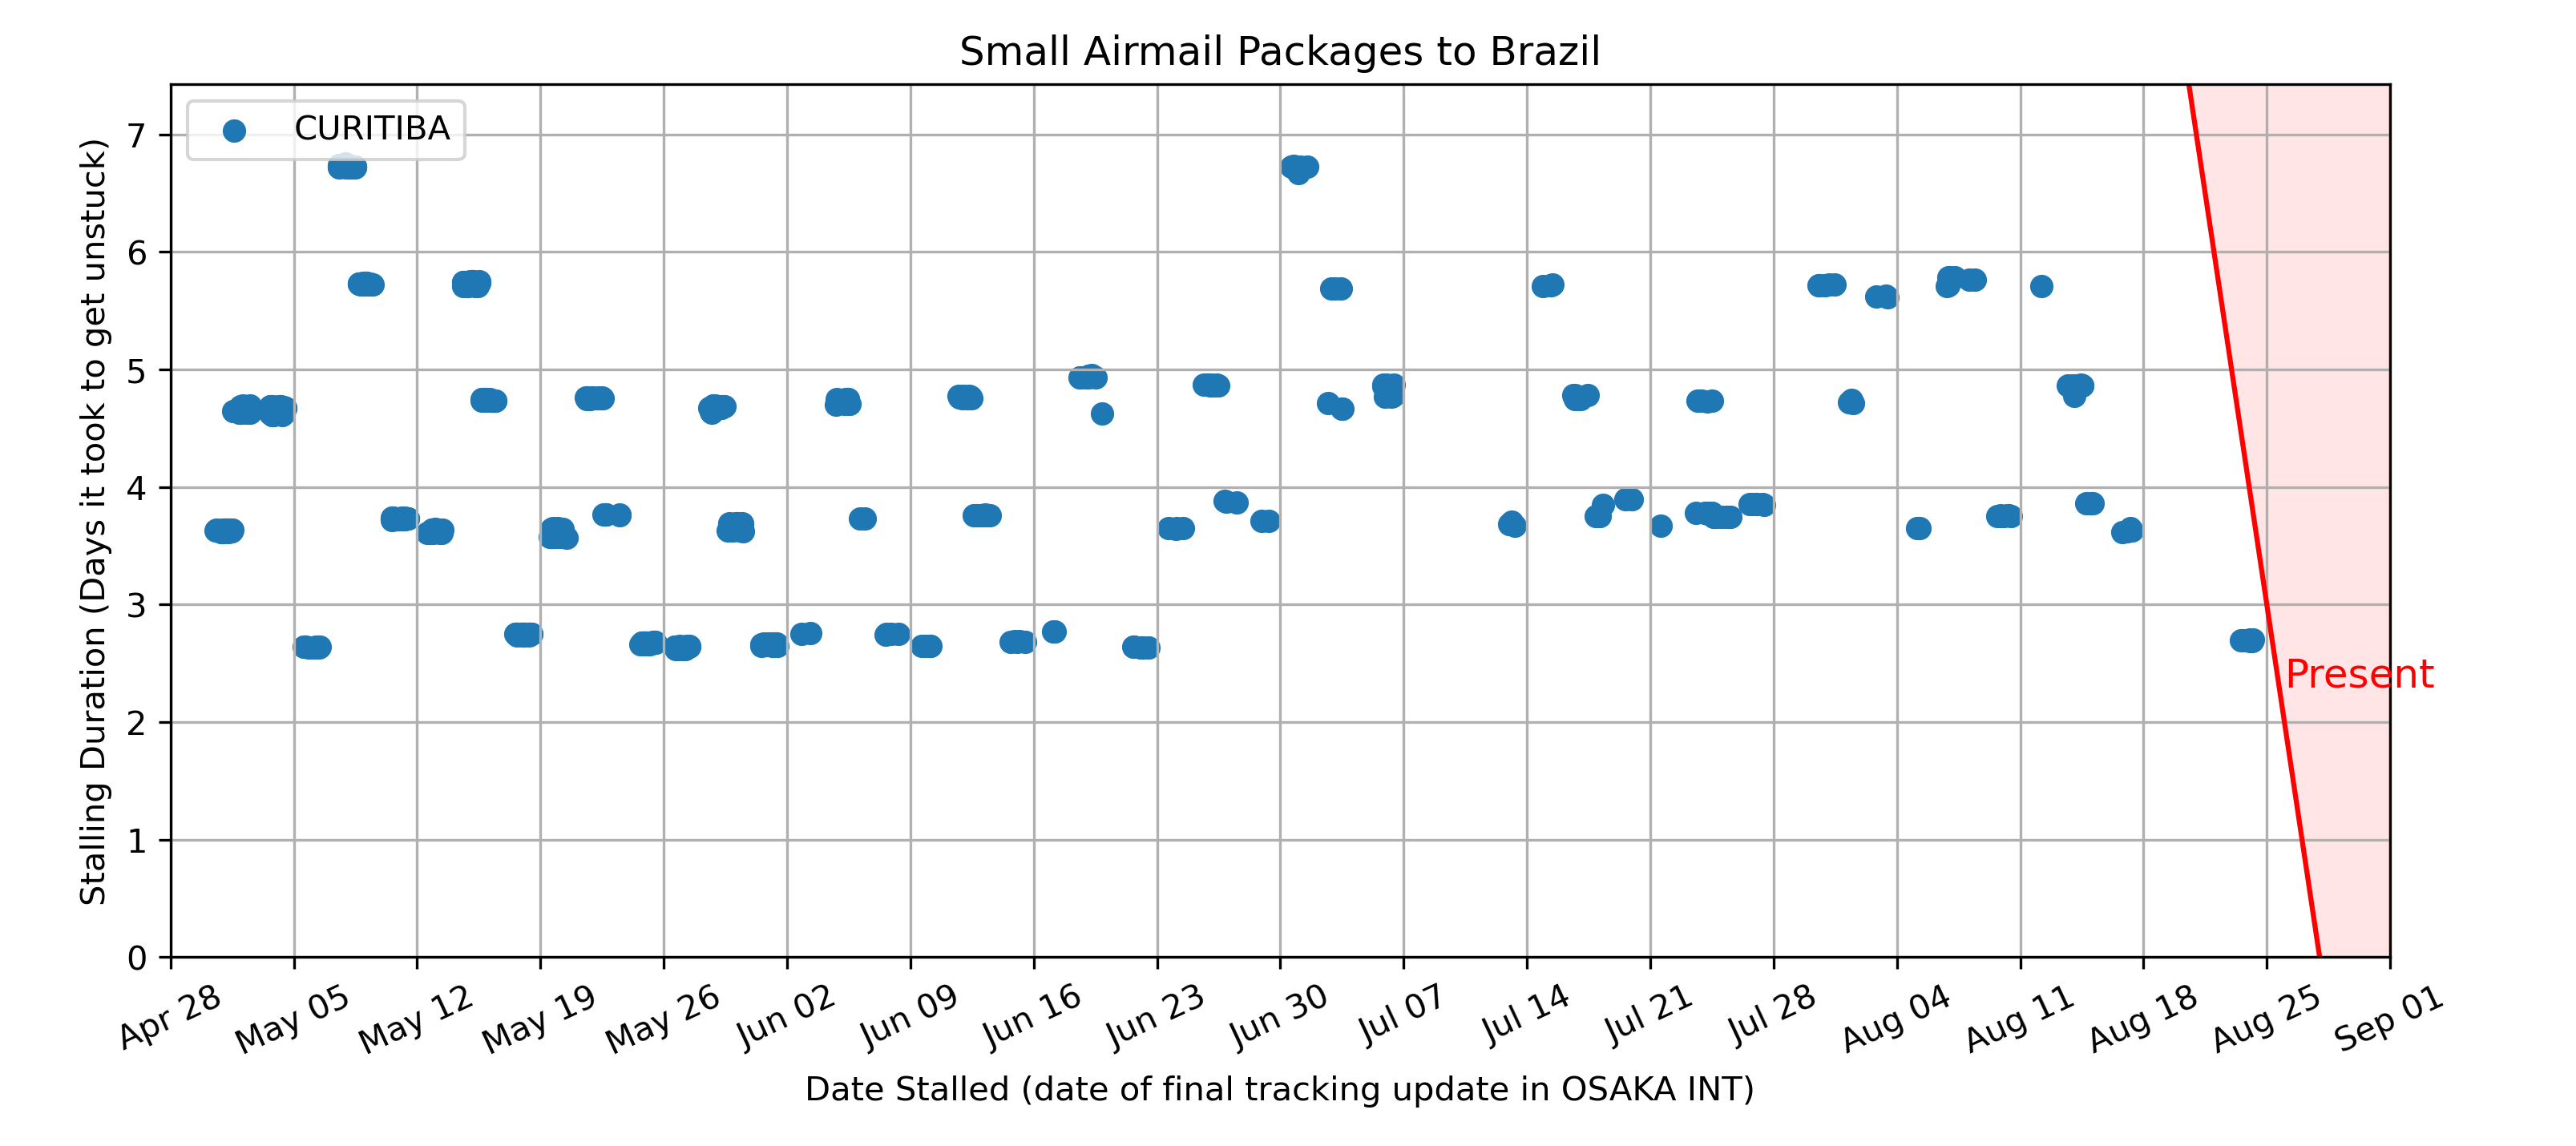 Small Airmail Packages to Brazil
CURITIBA
Stalling Duration (Days it took to get unstuck)
7
6
5
4
3
2
1
0
Present
Apr 28
May 05
May 12
May 19
May 26
Jun 02
Jun 09
Jun 16
Jun 23
Jun 30
Jul 07
Jul 14
Jul 21
Jul 28
Aug 04
Aug 11
Aug 18
Aug 25
Sep 01
Date Stalled (date of final tracking update in OSAKA INT)